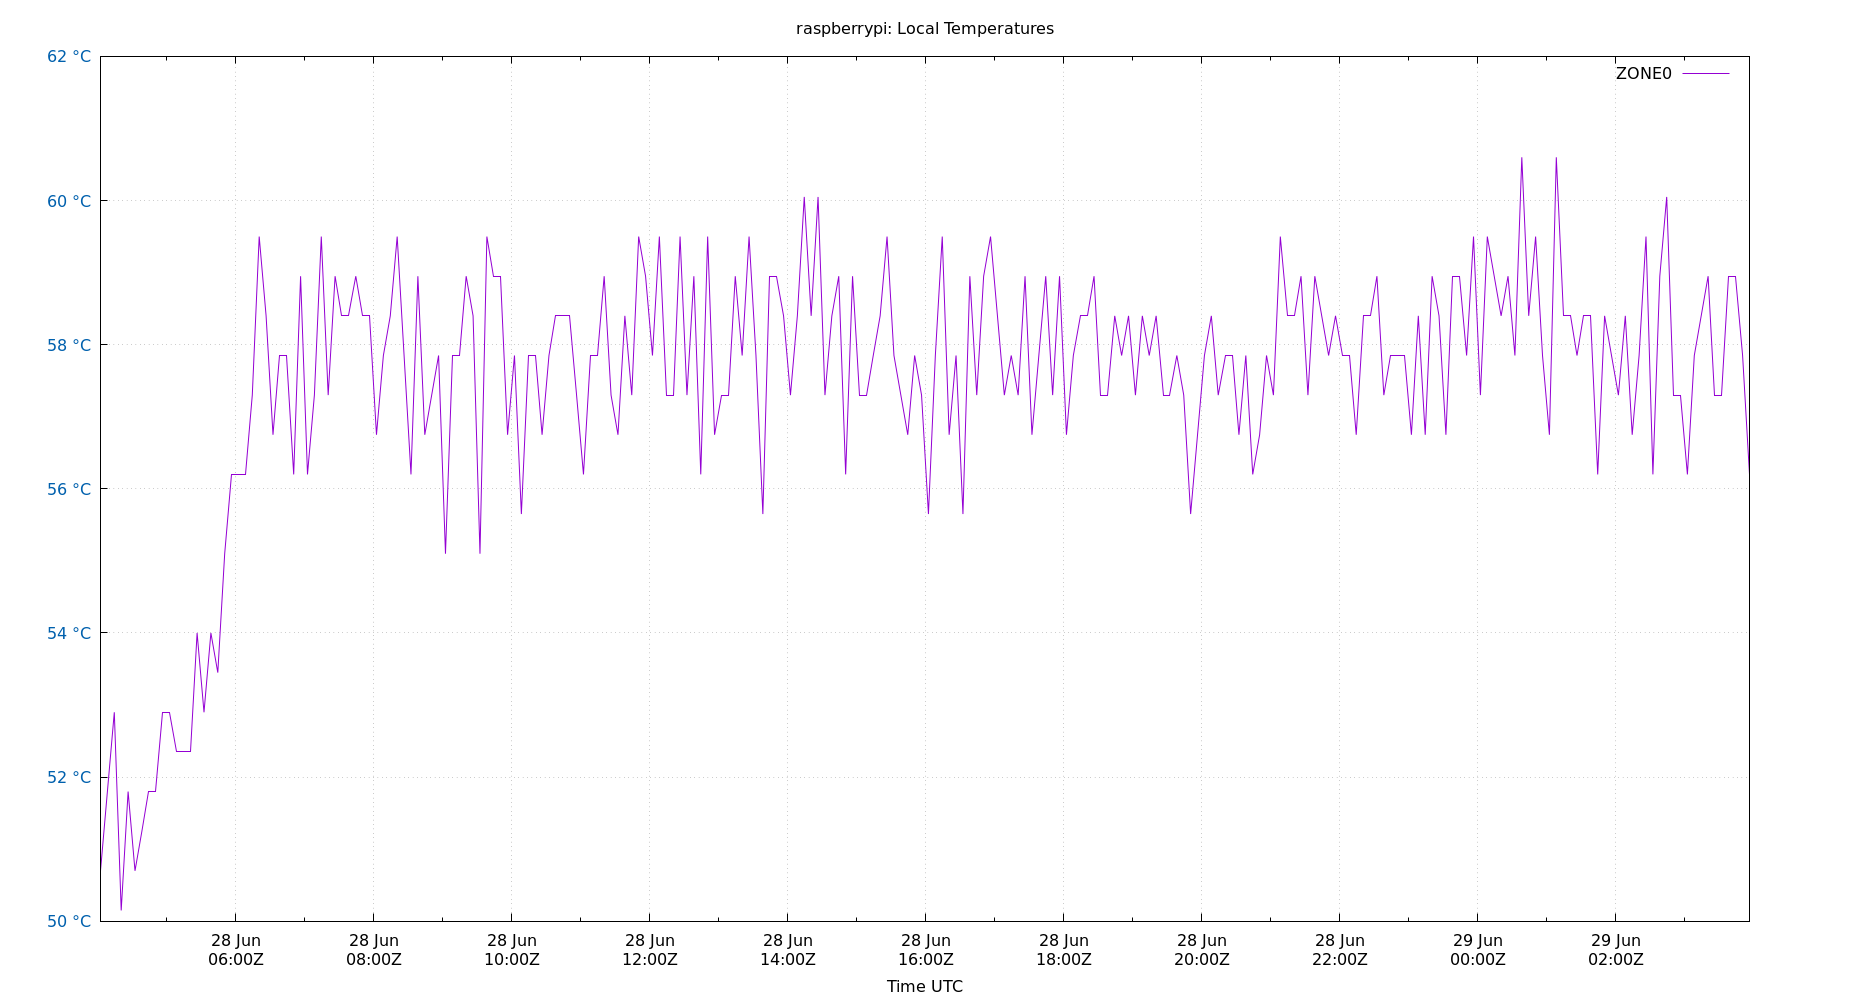 raspberrypi: Local Temperatures
62 °C
ZONE0
60 °C
58 °C
56 °C
54 °C
52 °C
50 °C
28 Jun 28 Jun 28 Jun 28 Jun 28 Jun 28 Jun 28 Jun 28 Jun 28 Jun 29 Jun 29 Jun
06:00Z 08:00Z 10:00Z 12:00Z 14:00Z 16:00Z 18:00Z 20:00Z 22:00Z 00:00Z 02:00Z
Time UTC